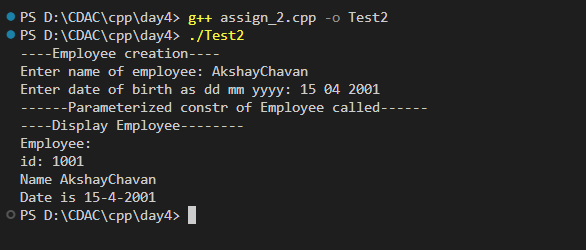 PS D:\CDAC\cpp\day4> g++ assign_2.cpp -o Test2
PS D:\CDAC\cpp\day4> ./Test2
----Employee creation----
Enter name of employee: AkshayChavan
Enter date of birth as dd mm yyyy: 15 04 2001
------Parameterized constr of Employee called------
----Display Employee--------
Employee:
id: 1001
Name AkshayChavan
Date is 15-4-2001
PS D:\CDAC\cpp\day4>